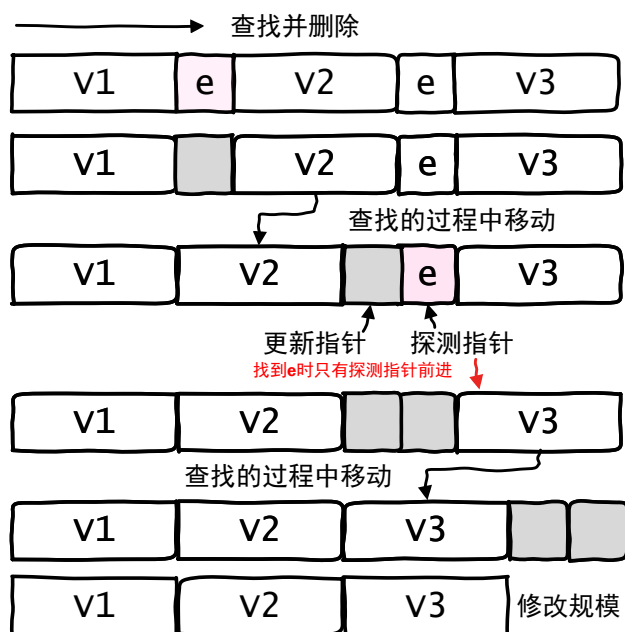 查找并删除
v1 e v2 e v3
v1 v2 e v3
查找的过程中移动
v1 v2 e v3
更新指针 探测指针
找到e时只有探测指针前进
v1 v2 v3
查找的过程中移动
v1 v2 v3
v1 v2 v3 修改规模